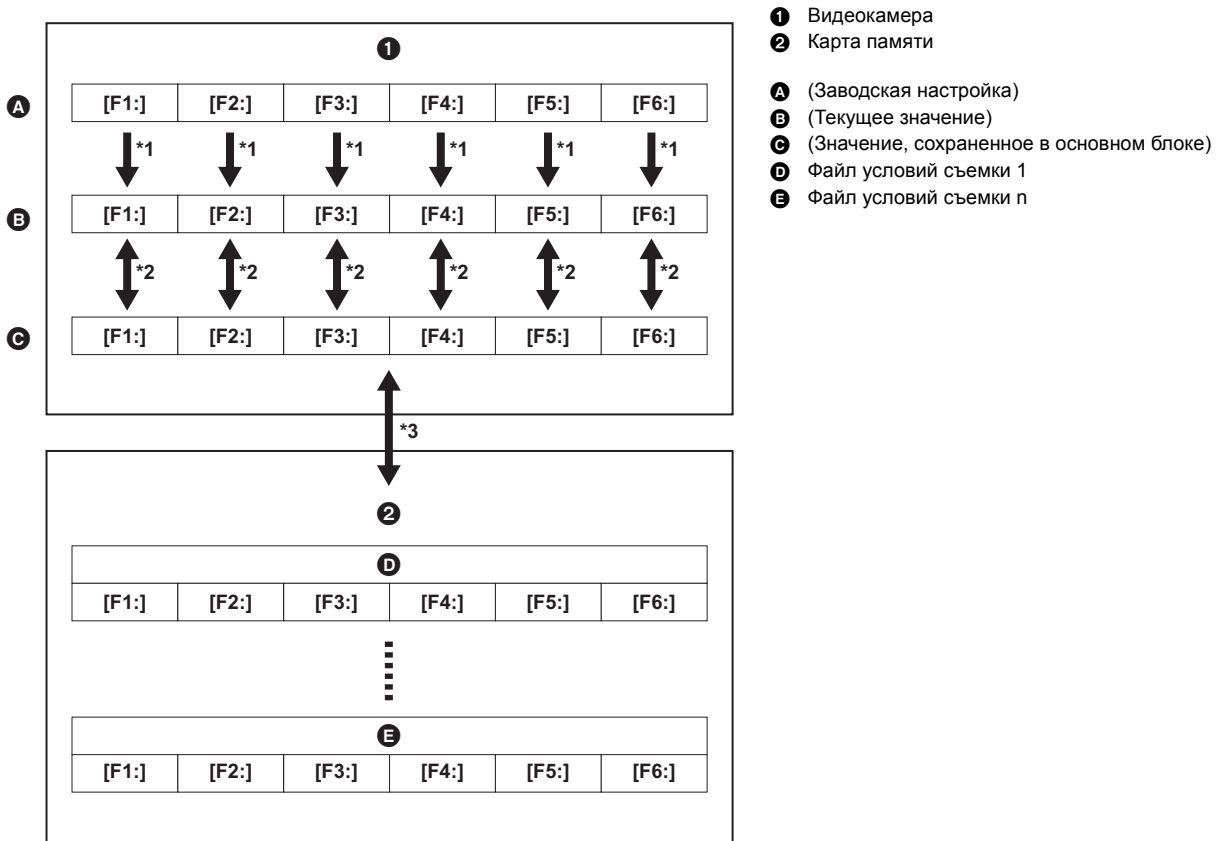 ❶ Видеокамера
❷ Карта памяти
Ⓐ (Заводская настройка)
Ⓑ (Текущее значение)
Ⓒ (Значение, сохраненное в основном блоке)
Ⓓ Файл условий съемки 1
Ⓔ Файл условий съемки n
❶
Ⓐ [F1:] [F2:] [F3:] [F4:] [F5:] [F6:]
*1 *1 *1 *1 *1 *1
Ⓑ [F1:] [F2:] [F3:] [F4:] [F5:] [F6:]
*2 *2 *2 *2 *2 *2
Ⓒ [F1:] [F2:] [F3:] [F4:] [F5:] [F6:]
*3
❷
Ⓓ
[F1:] [F2:] [F3:] [F4:] [F5:] [F6:]
Ⓔ
[F1:] [F2:] [F3:] [F4:] [F5:] [F6:]